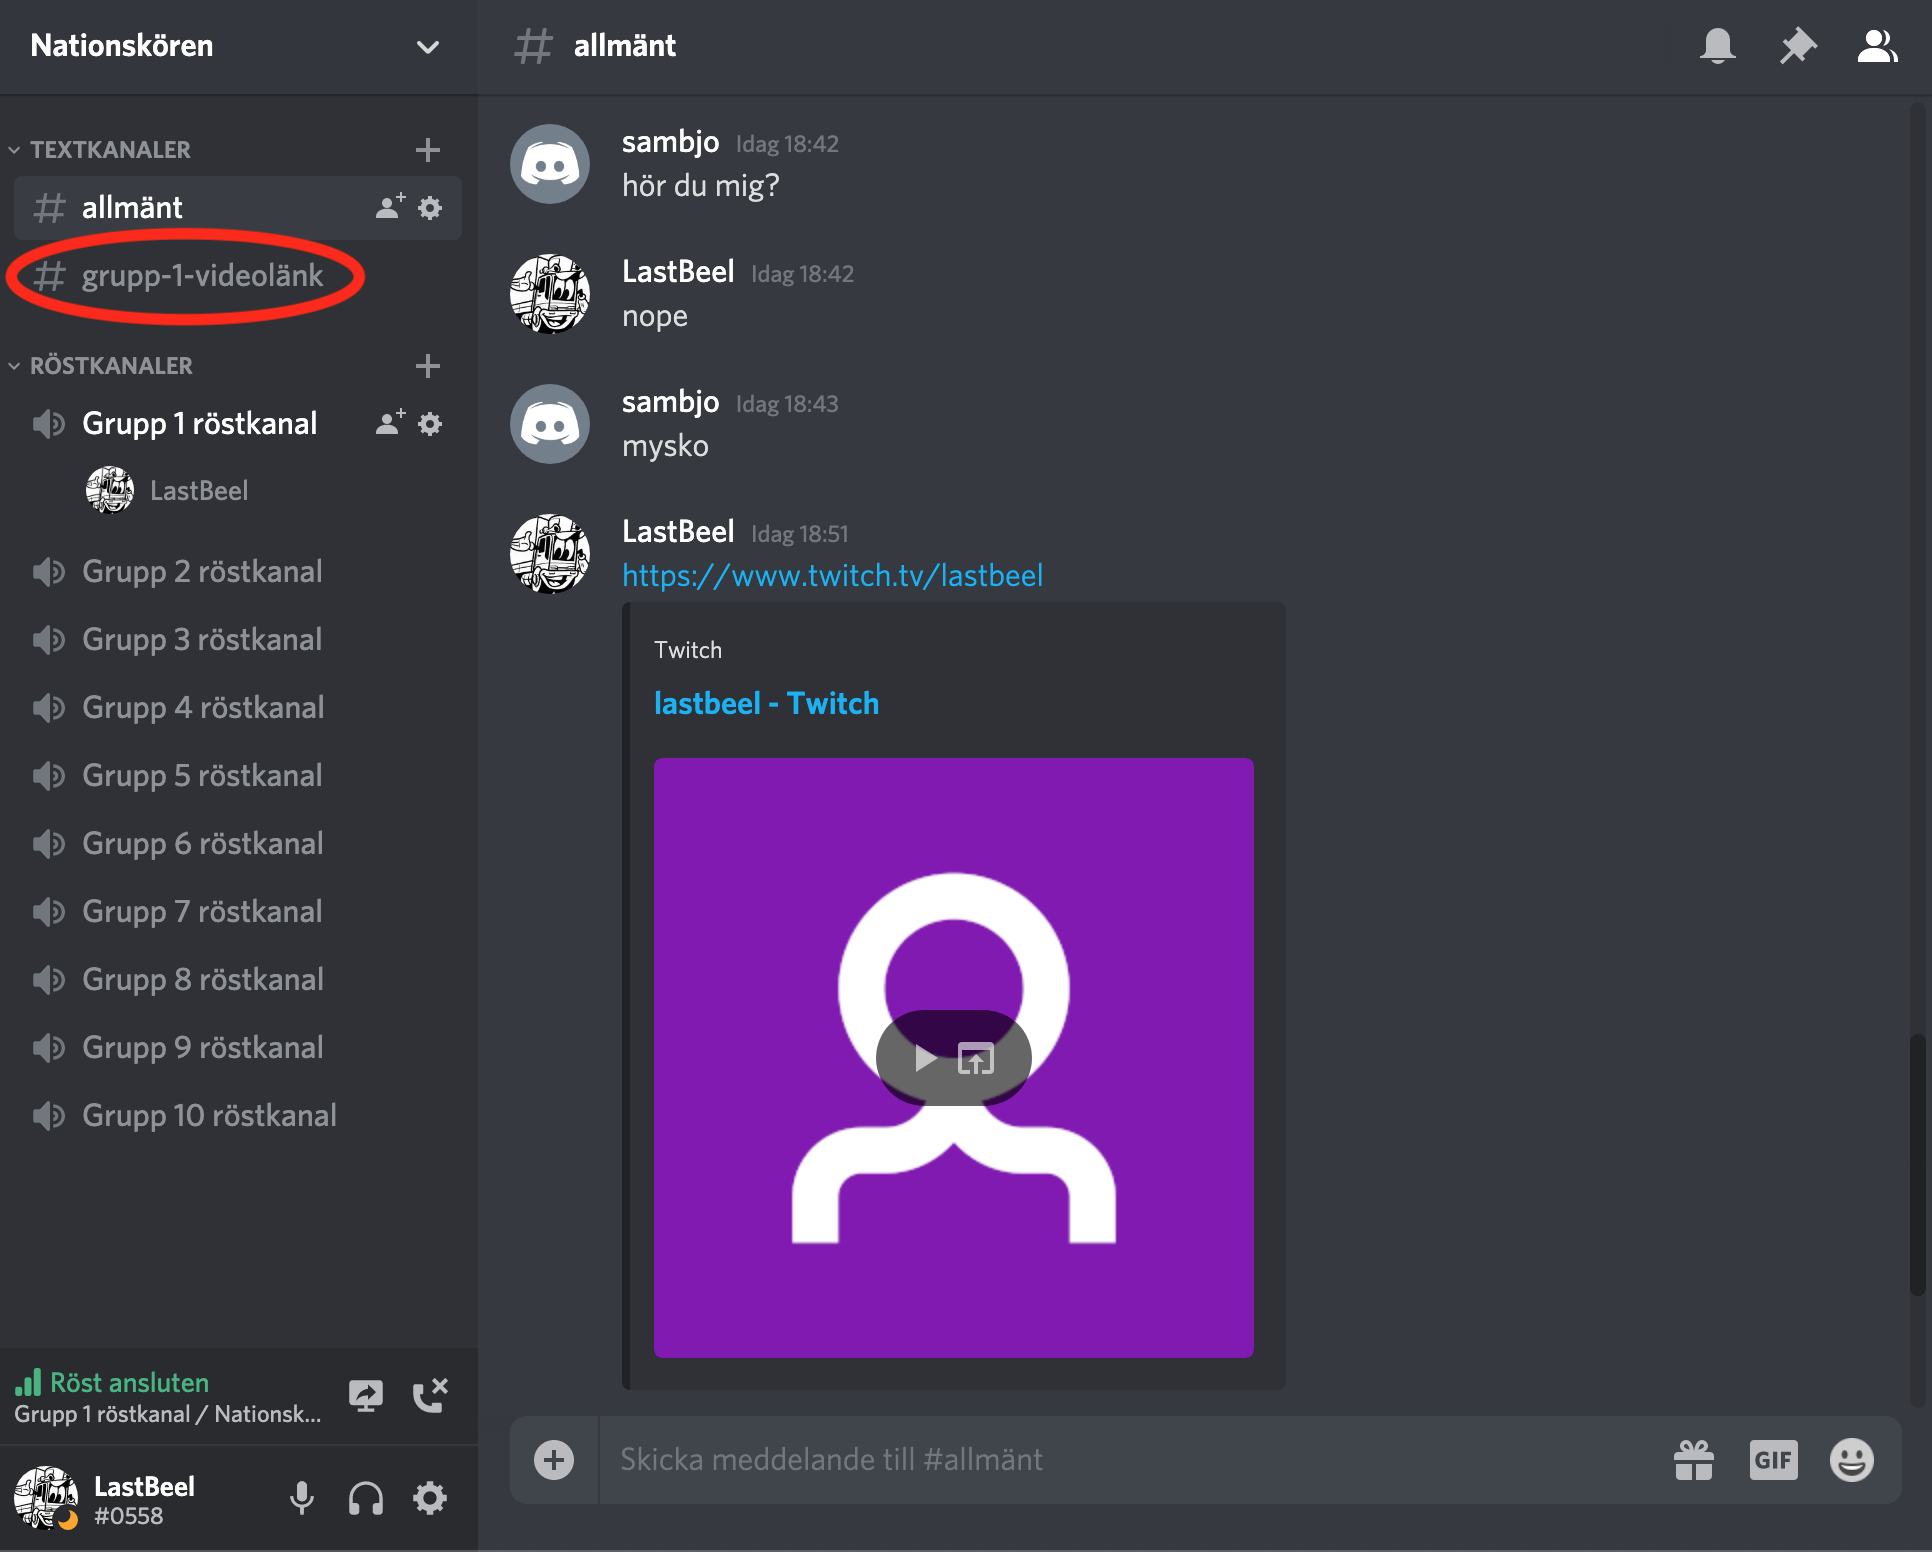 Nationskören
TEXTKANALER
allmänt
grupp-1-videolänk
RÖSTKANALER
Grupp 1 röstkanal
LastBeel
Grupp 2 röstkanal
Grupp 3 röstkanal
Grupp 4 röstkanal
Grupp 5 röstkanal
Grupp 6 röstkanal
Grupp 7 röstkanal
Grupp 8 röstkanal
Grupp 9 röstkanal
Grupp 10 röstkanal
Röst ansluten
Grupp 1 röstkanal / Nationsk...
LastBeel
#0558
# allmänt
sambjo Idag 18:42
hör du mig?
LastBeel Idag 18:42
nope
sambjo Idag 18:43
mysko
LastBeel Idag 18:51
https://www.twitch.tv/lastbeel
Twitch
lastbeel - Twitch
Skicka meddelande till #allmänt
GIF